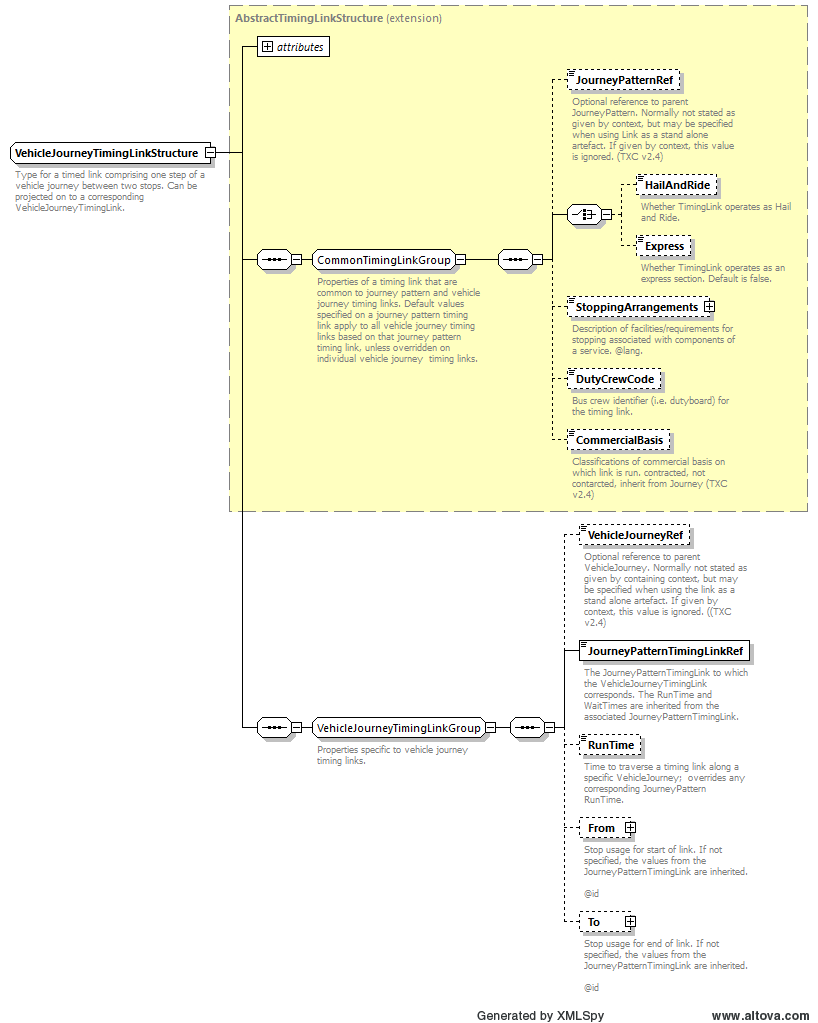 AbstractTimingLinkStructure (extension)
attributes
JourneyPatternRef
Optional reference to parent
JourneyPattern. Normally not stated as
given by context, but may be specified
when using Link as a stand alone
artefact. If given by context, this value
is ignored. (TXC v2.4)
VehicleJourneyTimingLinkStructure
Type for a timed link comprising one step of a
vehicle journey between two stops. Can be
projected on to a corresponding
VehicleJourneyTimingLink.
HailAndRide
Whether TimingLink operates as Hail
and Ride.
Express
Whether TimingLink operates as an
express section. Default is false.
CommonTimingLinkGroup
Properties of a timing link that are
common to journey pattern and vehicle
journey timing links. Default values
specified on a journey pattern timing
link apply to all vehicle journey timing
links based on that journey pattern
timing link, unless overridden on
individual vehicle journey  timing links.
StoppingArrangements
Description of facilities/requirements for
stopping associated with components of
a service. @lang.
DutyCrewCode
Bus crew identifier (i.e. dutyboard) for
the timing link.
CommercialBasis
Classifications of commercial basis on
which link is run. contracted, not
contarcted, inherit from Journey (TXC
v2.4)
VehicleJourneyRef
Optional reference to parent
VehicleJourney. Normally not stated as
given by containing context, but may
be specified when using the link as a
stand alone artefact. If given by
context, this value is ignored. ((TXC
v2.4)
JourneyPatternTimingLinkRef
The JourneyPatternTimingLink to which
the VehicleJourneyTimingLink
corresponds. The RunTime and
WaitTimes are inherited from the
associated JourneyPatternTimingLink.
VehicleJourneyTimingLinkGroup
Properties specific to vehicle journey
timing links.
RunTime
Time to traverse a timing link along a
specific VehicleJourney;  overrides any
corresponding JourneyPattern
RunTime.
From
Stop usage for start of link. If not
specified, the values from the
JourneyPatternTimingLink are inherited.
@id
To
Stop usage for end of link. If not
specified, the values from the
JourneyPatternTimingLink are inherited.
@id
Generated by XMLSpy
www.altova.com